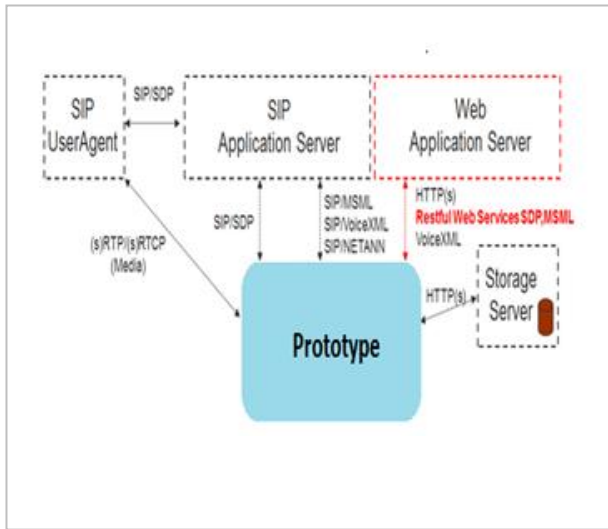 SIP
UserAgent
SIP/SDP
SIP
Application Server
Web
Application Server
(s)RTP/(s)RTCP
(Media)
SIP/SDP
SIP/MSML
SIP/VoiceXML
SIP/NETANN
HTTP(s)
Restful Web Services SDP,MSML
VoiceXML
HTTP(s)
Storage
Server
Prototype